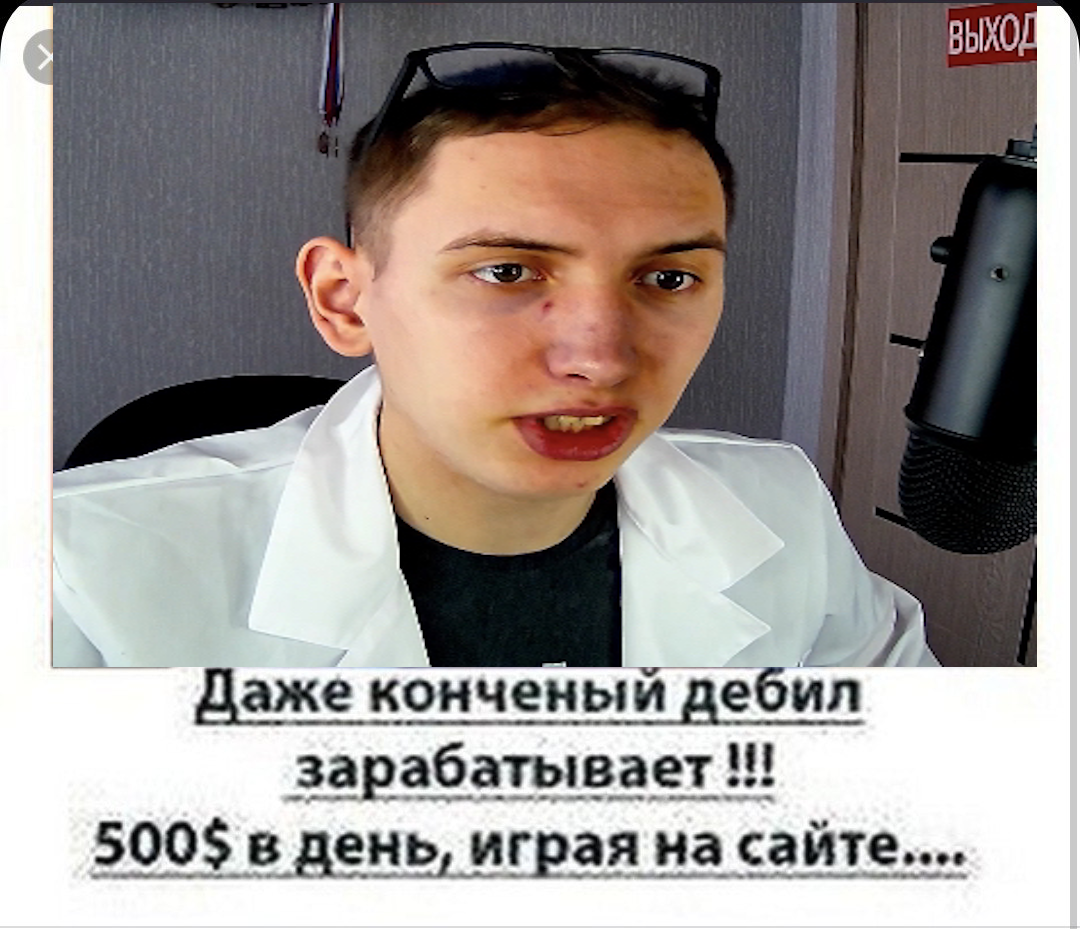 ВЫХОД
Даже конченый дебил
зарабатывает !!!
500$ в день, играя на сайте....